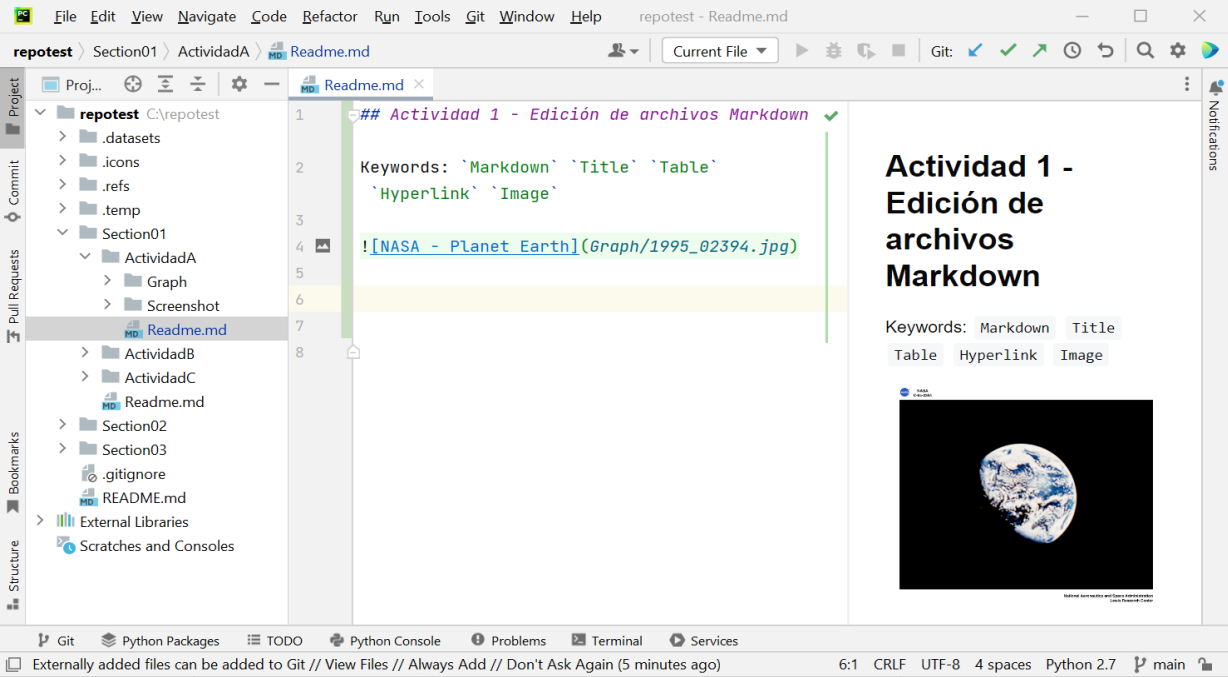 PC File Edit View Navigate Code Refactor Run Tools Git Window Help repotest - Readme.md
repotest Section01 ActividadA MD Readme.md Current File Git:
Project Proj... MD Readme.md
repotest C:\repotest
.datasets
.icons
.refs
.temp
Section01
ActividadA
Graph
Screenshot
MD Readme.md
ActividadB
ActividadC
MD Readme.md
Section02
Section03
.gitignore
MD README.md
External Libraries
Scratches and Consoles
Commit
Pull Requests
Bookmarks
Structure
1 ## Actividad 1 - Edición de archivos Markdown
2 Keywords: `Markdown` `Title` `Table`
`Hyperlink` `Image`
3
4 ![NASA - Planet Earth](Graph/1995_02394.jpg)
5
6
7
8
Actividad 1 -
Edición de
archivos
Markdown
Keywords: Markdown Title
Table Hyperlink Image
NASA
National Aeronautics and Space Administration
Lewis Research Center
Notifications
Git Python Packages TODO Python Console Problems Terminal Services
Externally added files can be added to Git // View Files // Always Add // Don't Ask Again (5 minutes ago) 6:1 CRLF UTF-8 4 spaces Python 2.7 main